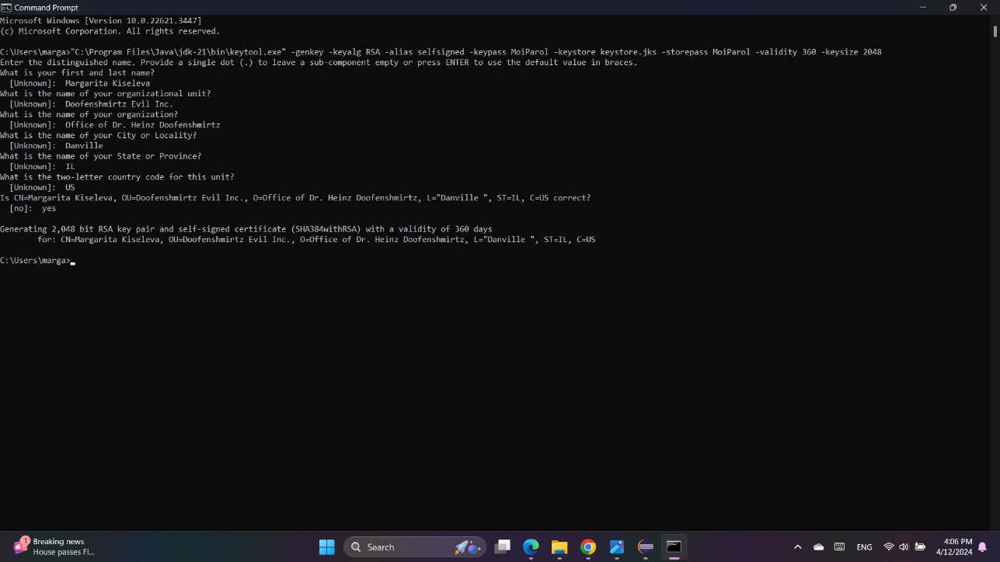 Command Prompt
Microsoft Windows [Version 10.0.22621.3447]
(c) Microsoft Corporation. All rights reserved.
C:\Users\marga>"C:\Program Files\Java\jdk-21\bin\keytool.exe" -genkey -keyalg RSA -alias selfsigned -keypass MoiParol -keystore keystore.jks -storepass MoiParol -validity 360 -keysize 2048
Enter the distinguished name. Provide a single dot (.) to leave a sub-component empty or press ENTER to use the default value in braces.
What is your first and last name?
[Unknown]: Margarita Kiseleva
What is the name of your organizational unit?
[Unknown]: Doofenshmirtz Evil Inc.
What is the name of your organization?
[Unknown]: Office of Dr. Heinz Doofenshmirtz
What is the name of your City or Locality?
[Unknown]: Danville
What is the name of your State or Province?
[Unknown]: IL
What is the two-letter country code for this unit?
[Unknown]: US
Is CN=Margarita Kiseleva, OU=Doofenshmirtz Evil Inc., O=Office of Dr. Heinz Doofenshmirtz, L="Danville ", ST=IL, C=US correct?
[no]: yes
Generating 2,048 bit RSA key pair and self-signed certificate (SHA384withRSA) with a validity of 360 days
for: CN=Margarita Kiseleva, OU=Doofenshmirtz Evil Inc., O=Office of Dr. Heinz Doofenshmirtz, L="Danville ", ST=IL, C=US
C:\Users\marga>
1
Breaking news
House passes FI...
Search
ENG
4:06 PM
4/12/2024